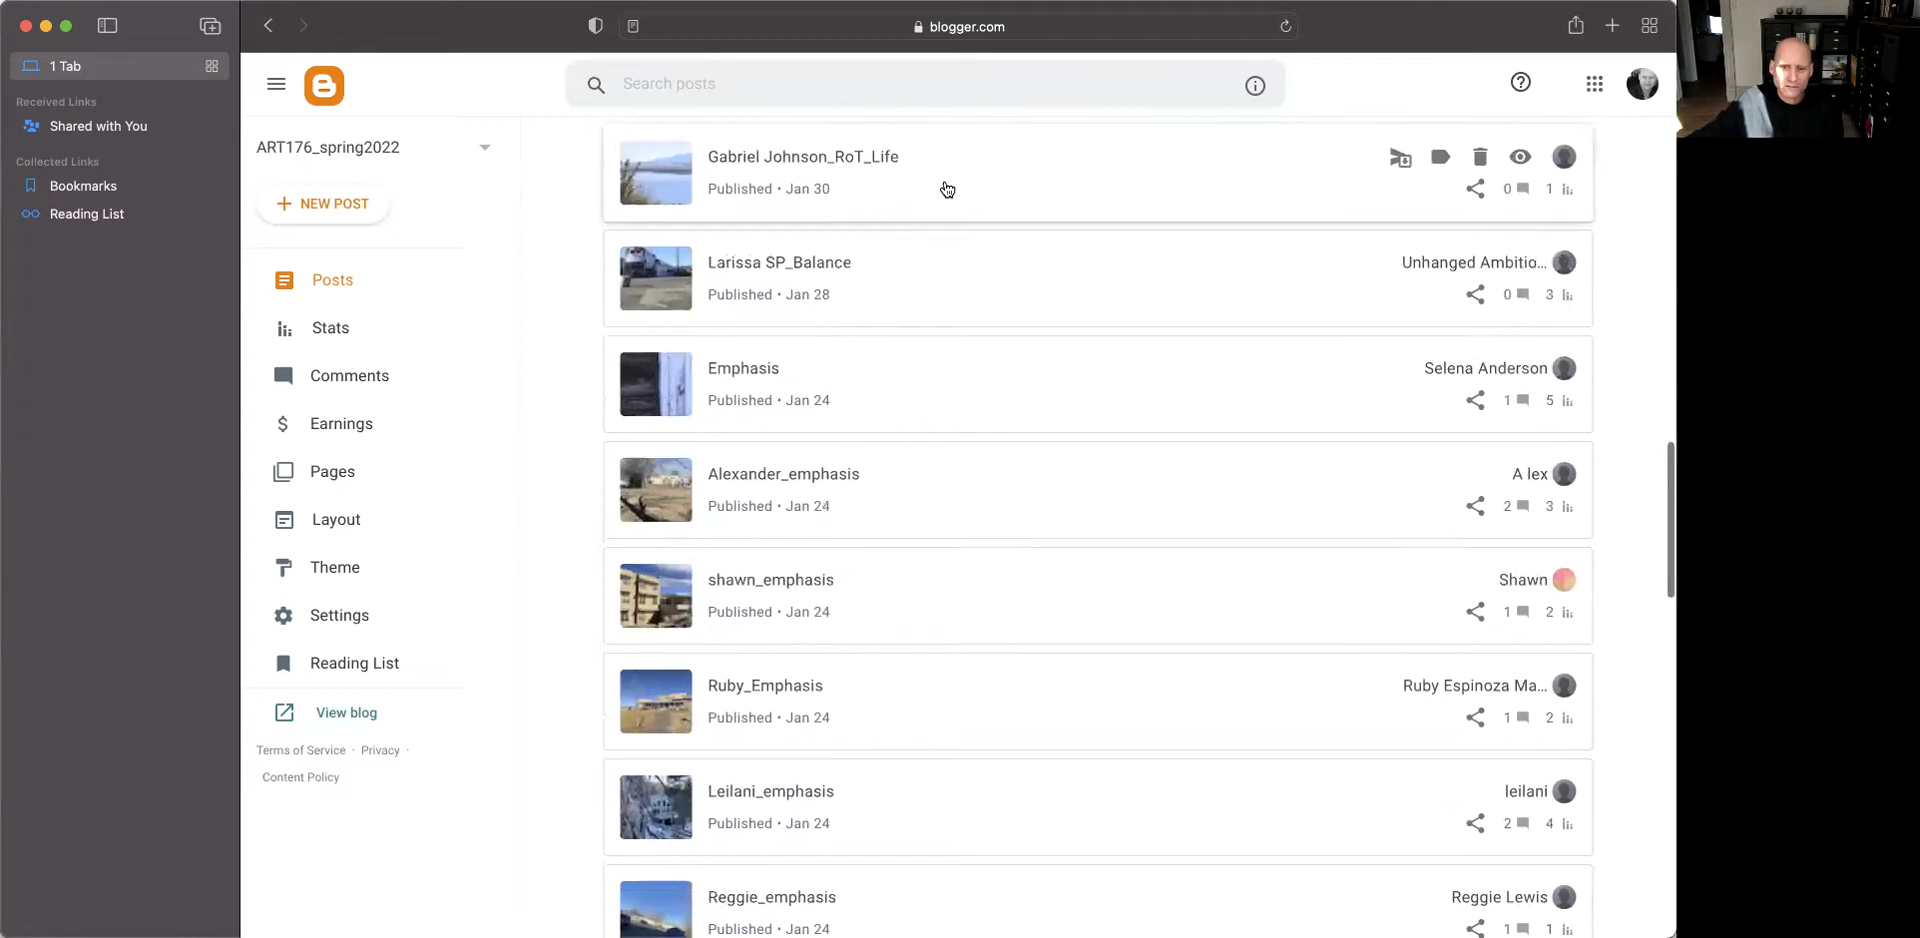 1 Tab
Received Links
Shared with You
Collected Links
Bookmarks
Reading List
blogger.com
Search posts
ART176_spring2022
NEW POST
Posts
Stats
Comments
Earnings
Pages
Layout
Theme
Settings
Reading List
View blog
Terms of Service · Privacy ·
Content Policy
Gabriel Johnson_RoT_Life
Published • Jan 30
0 1
Larissa SP_Balance
Unhanged Ambitio...
Published • Jan 28
0 3
Emphasis
Selena Anderson
Published • Jan 24
1 5
Alexander_emphasis
A lex
Published • Jan 24
2 3
shawn_emphasis
Shawn
Published • Jan 24
1 2
Ruby_Emphasis
Ruby Espinoza Ma...
Published • Jan 24
1 2
Leilani_emphasis
leilani
Published • Jan 24
2 4
Reggie_emphasis
Reggie Lewis
Published • Jan 24
1 1